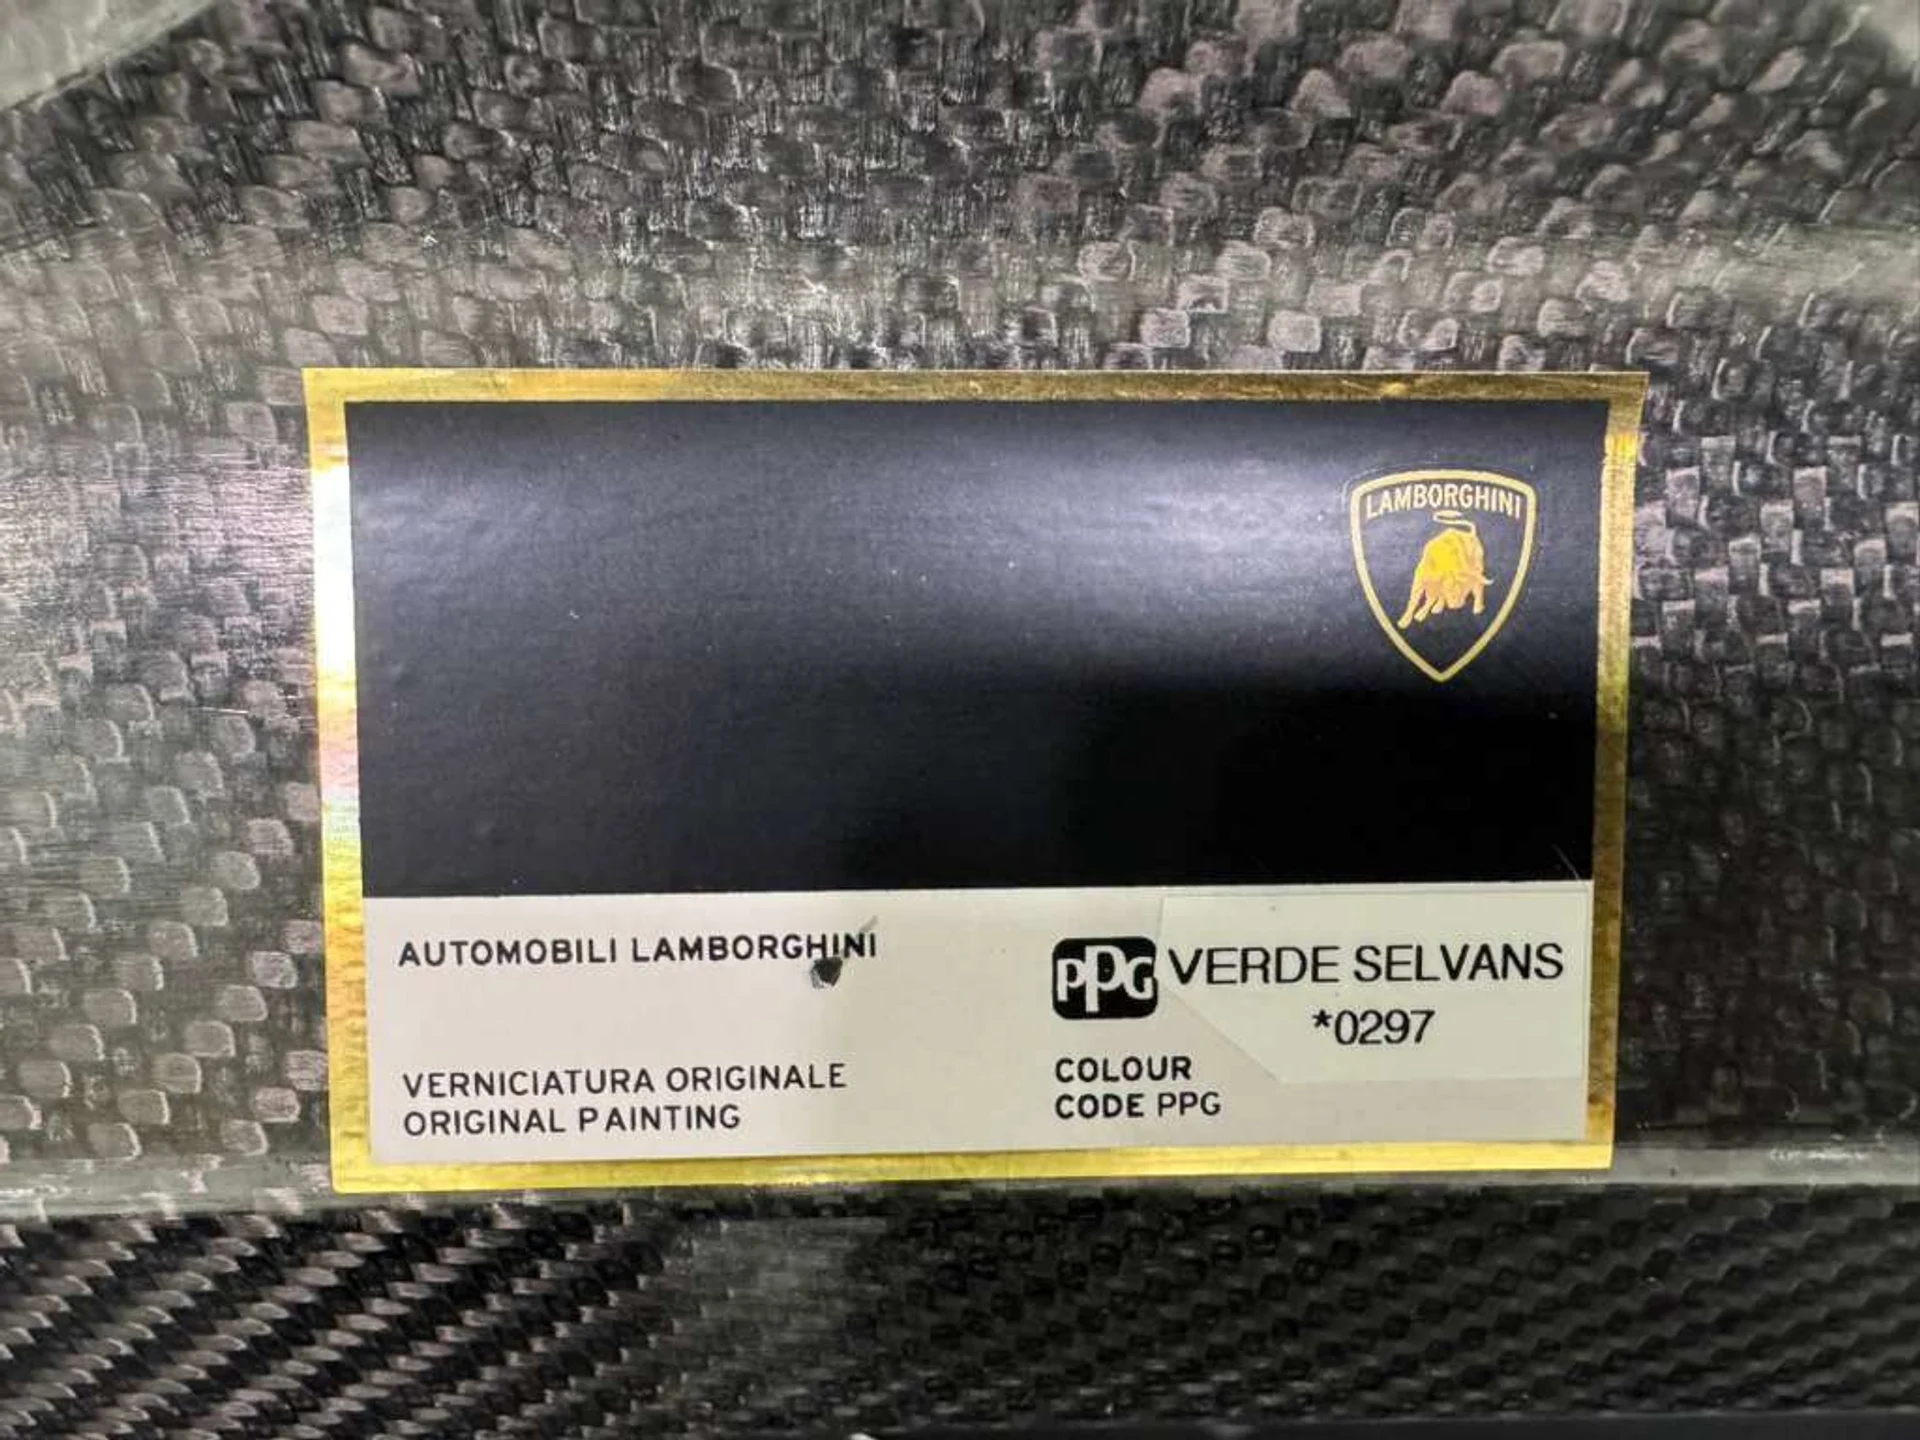 LAMBORGHINI
AUTOMOBILI LAMBORGHINI
PPG VERDE SELVANS
*0297
VERNICIATURA ORIGINALE
ORIGINAL PAINTING
COLOUR
CODE PPG